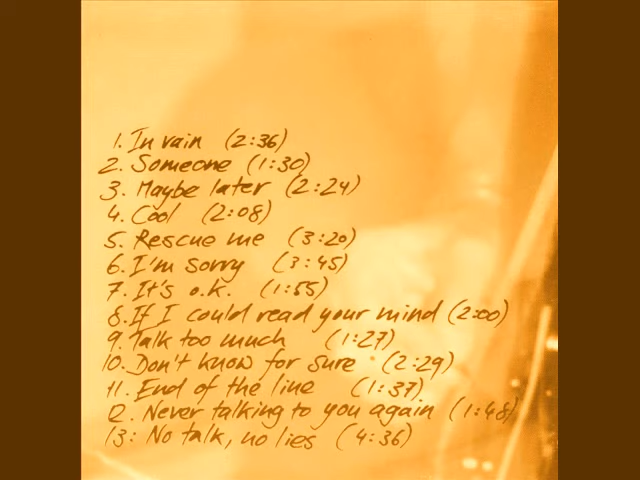 1. In vain (2:36)
2. Someone (1:30)
3. Maybe later (2:24)
4. Cool (2:08)
5. Rescue me (3:20)
6. I'm sorry (3:45)
7. It's o.k. (1:55)
8. If I could read your mind (2:00)
9. Talk too much (1:27)
10. Don't know for sure (2:29)
11. End of the line (1:37)
12. Never talking to you again (1:48)
13: No talk, no lies (4:36)